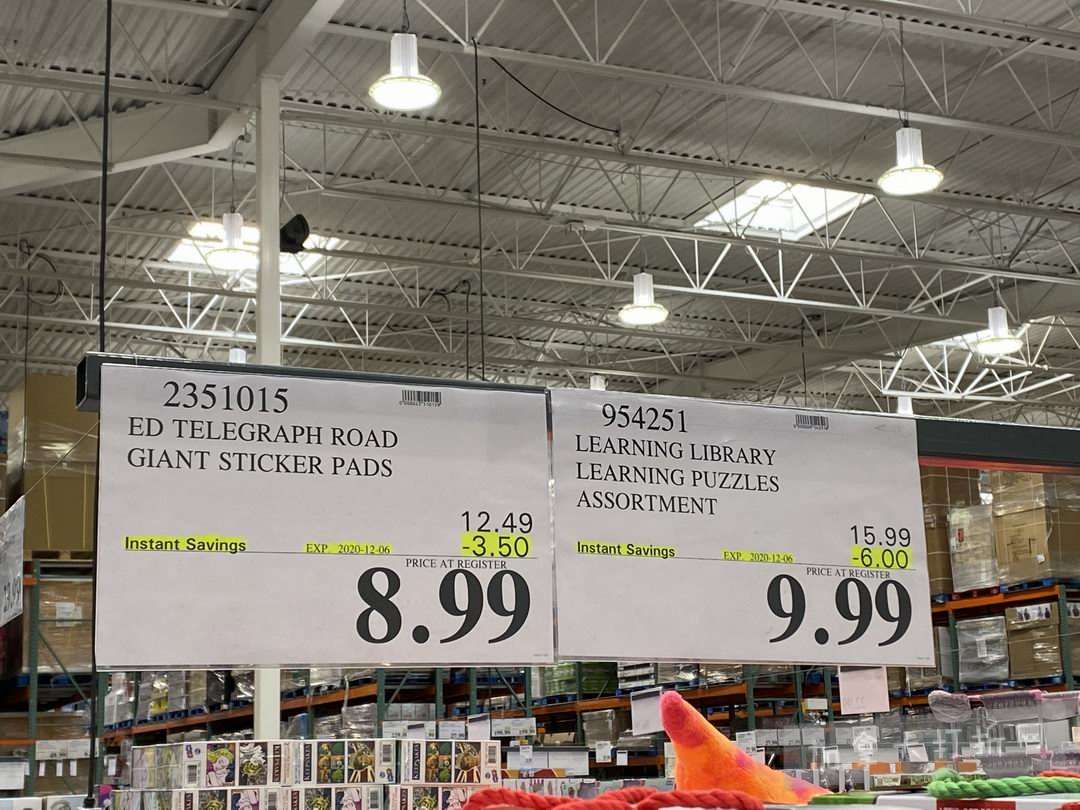 2351015
ED TELEGRAPH ROAD
GIANT STICKER PADS
12.49
Instant Savings EXP. 2020-12-06 -3.50
PRICE AT REGISTER
8.99
954251
LEARNING LIBRARY
LEARNING PUZZLES
ASSORTMENT
15.99
Instant Savings EXP. 2020-12-06 -6.00
PRICE AT REGISTER
9.99